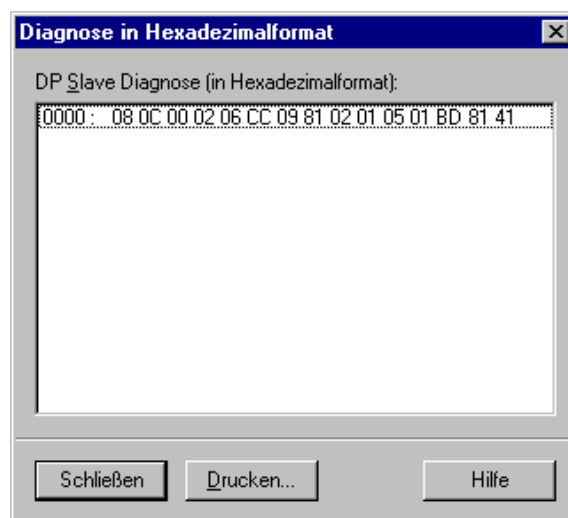 Diagnose in Hexadezimalformat
DP Slave Diagnose (in Hexadezimalformat):
0000 : 08 0C 00 02 06 CC 09 81 02 01 05 01 BD 81 41
Schließen Drucken... Hilfe